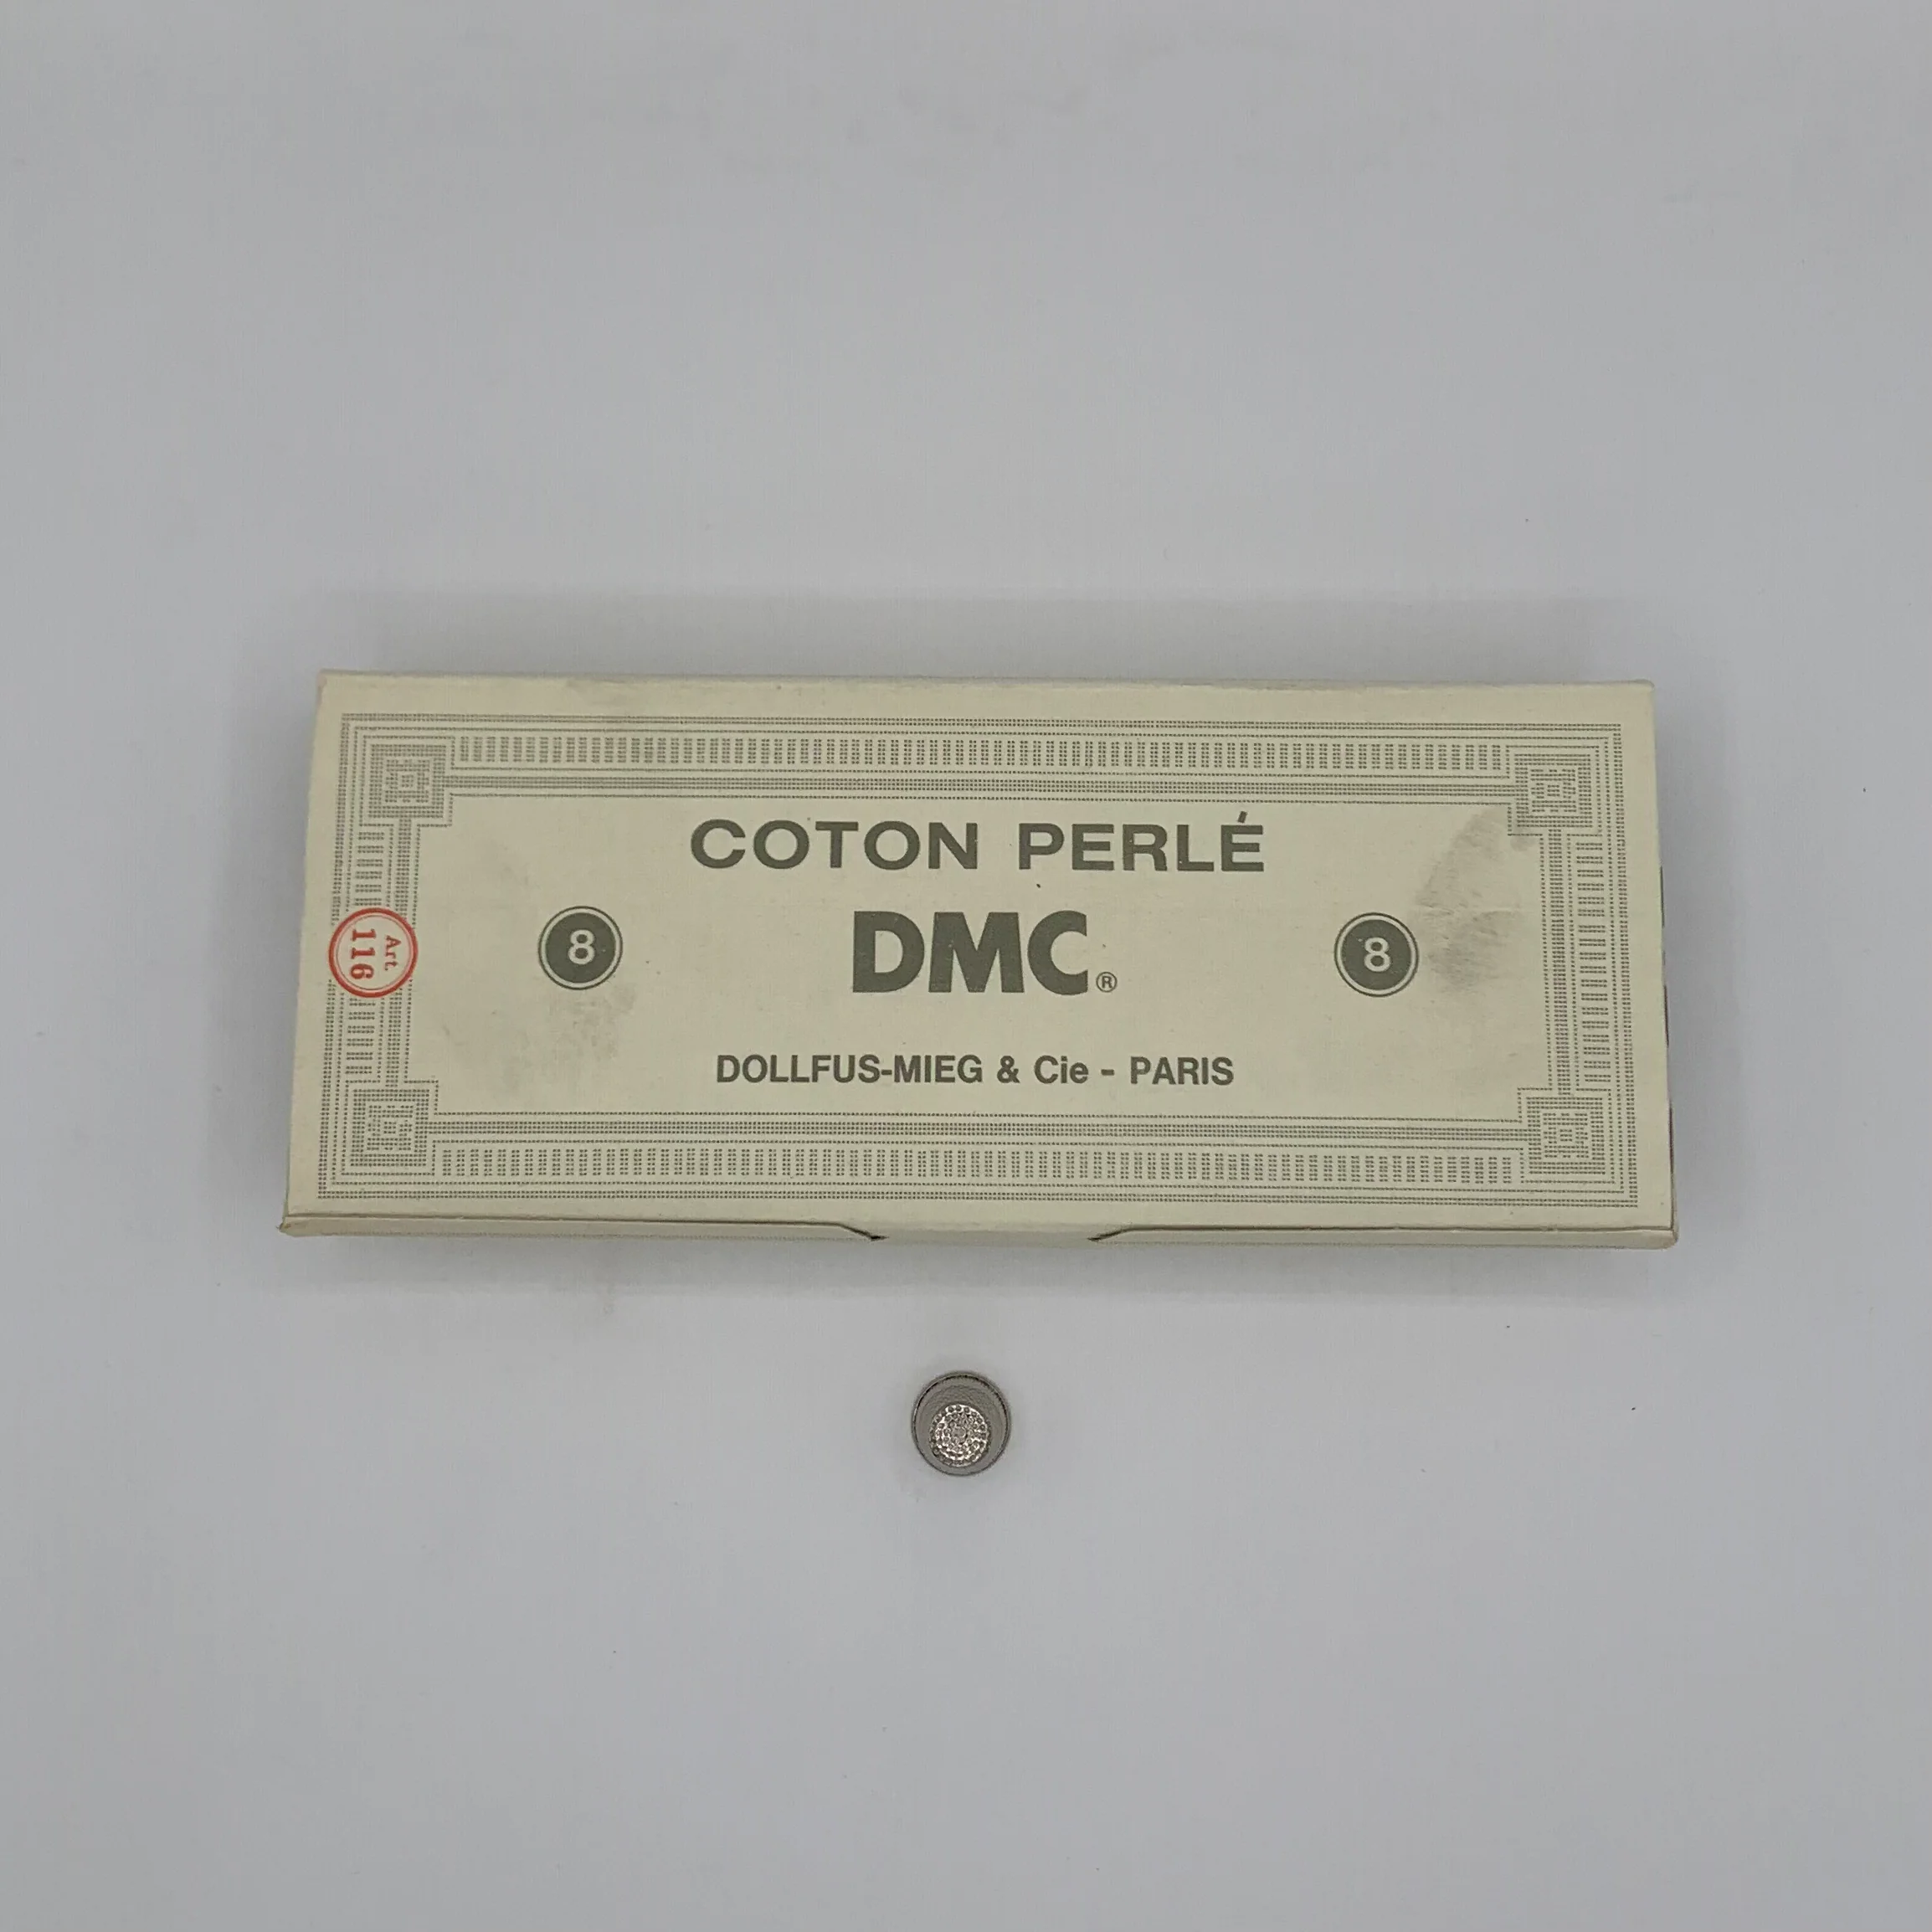 COTON PERLÉ
Art.
116
8
DMC®
8
DOLLFUS-MIEG & Cie - PARIS